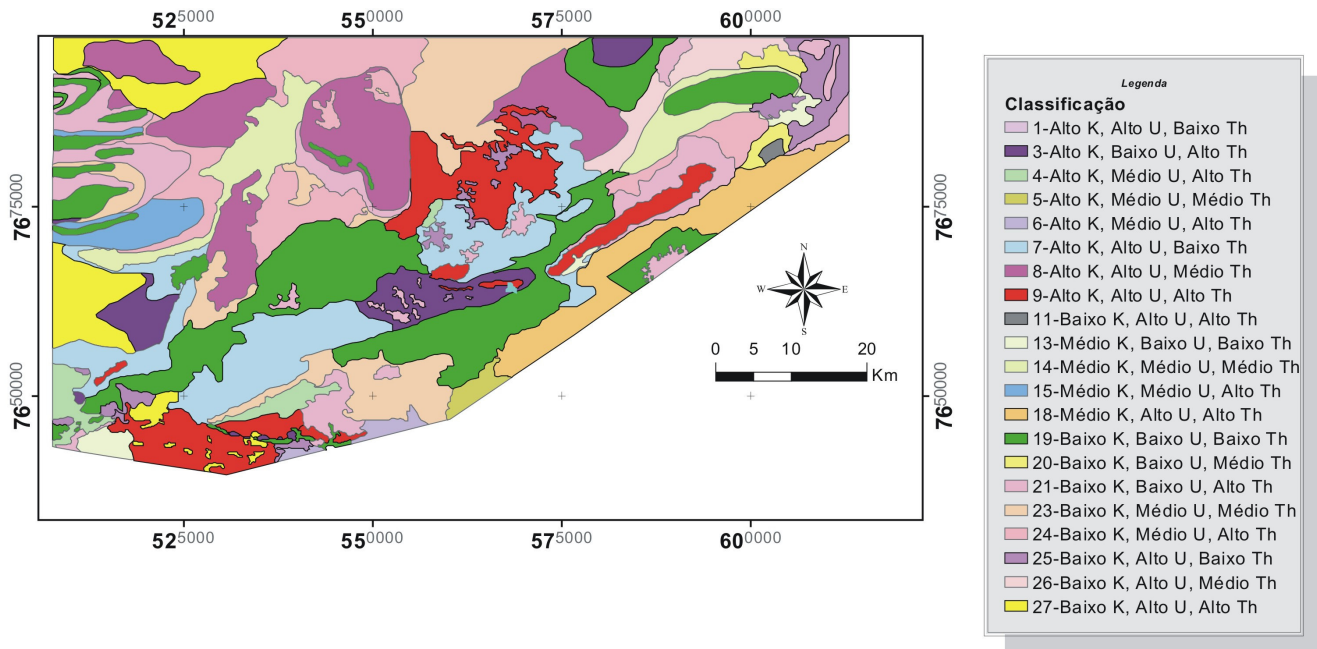 525000 550000 575000 600000
7675000 7675000
N
W E
S
0 5 10 20
Km
7650000 7650000
525000 550000 575000 600000
Legenda
Classificação
1-Alto K, Alto U, Baixo Th
3-Alto K, Baixo U, Alto Th
4-Alto K, Médio U, Alto Th
5-Alto K, Médio U, Médio Th
6-Alto K, Médio U, Alto Th
7-Alto K, Alto U, Baixo Th
8-Alto K, Alto U, Médio Th
9-Alto K, Alto U, Alto Th
11-Baixo K, Alto U, Alto Th
13-Médio K, Baixo U, Baixo Th
14-Médio K, Médio U, Médio Th
15-Médio K, Médio U, Alto Th
18-Médio K, Alto U, Alto Th
19-Baixo K, Baixo U, Baixo Th
20-Baixo K, Baixo U, Médio Th
21-Baixo K, Baixo U, Alto Th
23-Baixo K, Médio U, Médio Th
24-Baixo K, Médio U, Alto Th
25-Baixo K, Alto U, Baixo Th
26-Baixo K, Alto U, Médio Th
27-Baixo K, Alto U, Alto Th